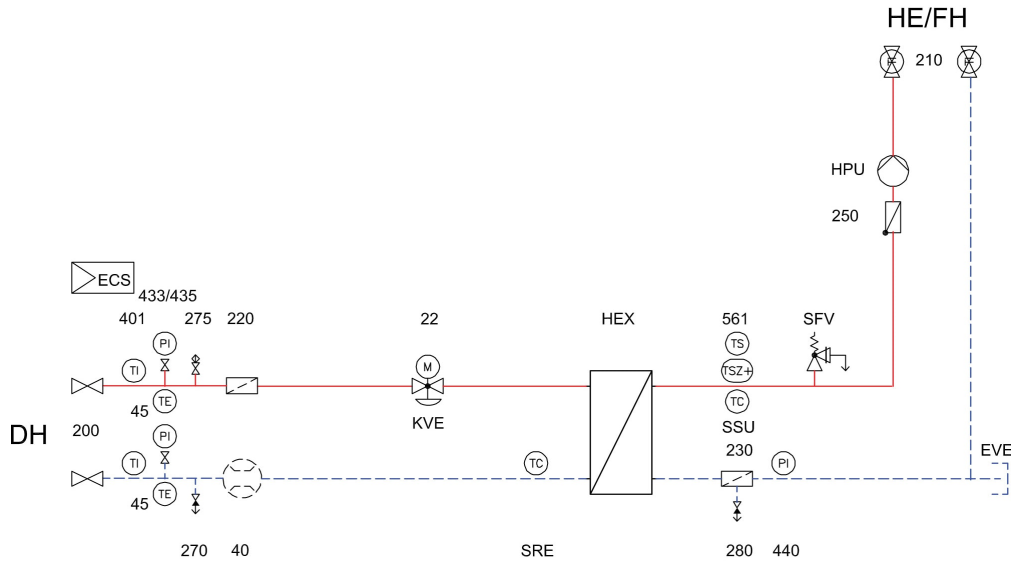 HE/FH
210
HPU
250
ECS
433/435
401 275 220 22 HEX 561 SFV
PI TS
TI M TSZ+
45 TE TC
KVE
SSU
DH 200 PI 230
EVE
TI TC PI
45 TE
270 40 SRE 280 440